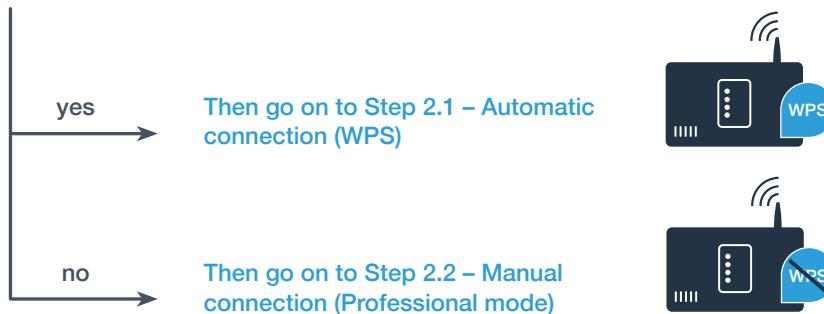 yes
Then go on to Step 2.1 – Automatic
connection (WPS)
WPS
no
Then go on to Step 2.2 – Manual
connection (Professional mode)
WPS